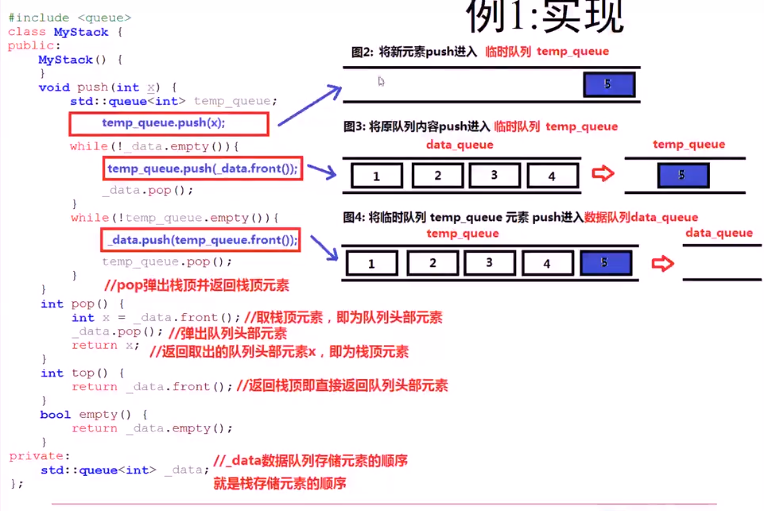 例1:实现
#include <queue>
class MyStack {
public:
MyStack() {
}
void push(int x) {
std::queue<int> temp_queue;
temp_queue.push(x);
while(!_data.empty()){
temp_queue.push(_data.front());
_data.pop();
}
while(!temp_queue.empty()){
_data.push(temp_queue.front());
temp_queue.pop();
}
} //pop弹出栈顶并返回栈顶元素
int pop() {
int x = _data.front(); //取栈顶元素，即为队列头部元素
_data.pop(); //弹出队列头部元素
return x; //返回取出的队列头部元素x，即为栈顶元素
}
int top() {
return _data.front(); //返回栈顶即直接返回队列头部元素
}
bool empty() {
return _data.empty();
}
private:
std::queue<int> _data; //_data数据队列存储元素的顺序
就是栈存储元素的顺序
};
图2: 将新元素push进入 临时队列 temp_queue
5
图3: 将原队列内容push进入 临时队列 temp_queue
data_queue temp_queue
1 2 3 4 5
图4: 将临时队列 temp_queue 元素 push进入数据队列data_queue
temp_queue data_queue
1 2 3 4 5